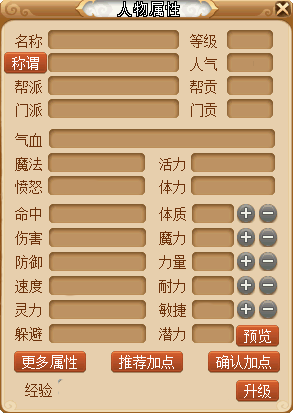 人物属性
名称 等级
称谓 人气
帮派 帮贡
门派 门贡
气血
魔法 活力
愤怒 体力
命中 体质
伤害 魔力
防御 力量
速度 耐力
灵力 敏捷
躲避 潜力 预览
更多属性 推荐加点 确认加点
经验 升级